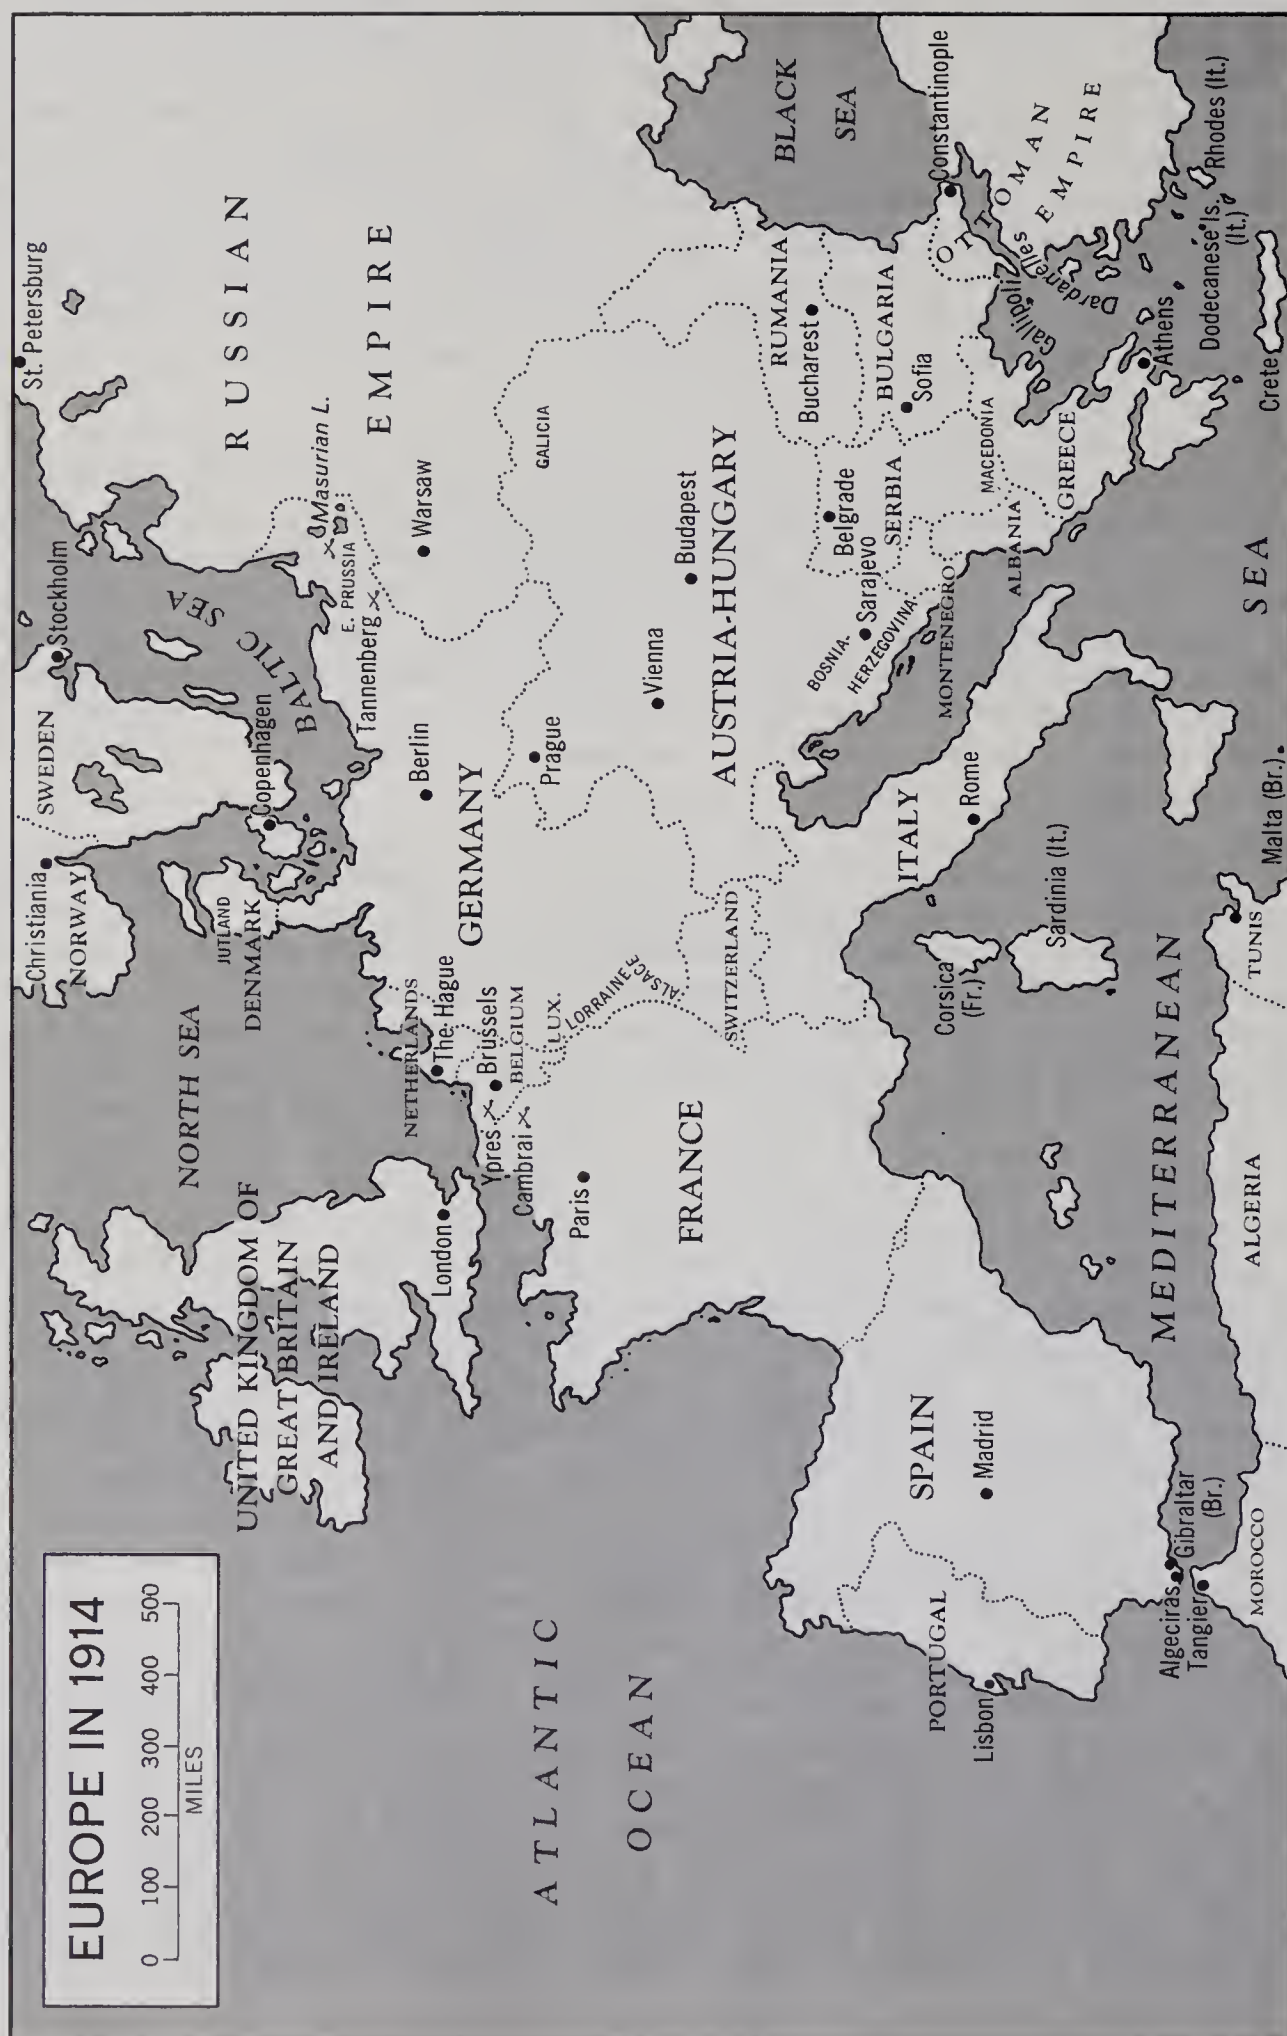 EUROPE IN 1914
0 100 200 300 400 500
MILES
ATLANTIC
OCEAN
UNITED KINGDOM OF
GREAT BRITAIN
AND IRELAND
London
NORTH SEA
Christiania
NORWAY
SWEDEN
Stockholm
St. Petersburg
JUTLAND
DENMARK
Copenhagen
BALTIC SEA
RUSSIAN
EMPIRE
Masurian L.
E. PRUSSIA
Tannenberg
Warsaw
NETHERLANDS
The Hague
Brussels
BELGIUM
Ypres
Cambrai
LUX.
LORRAINE
ALSACE
Paris
FRANCE
GERMANY
Berlin
Prague
GALICIA
Vienna
Budapest
AUSTRIA-HUNGARY
SWITZERLAND
BOSNIA-
HERZEGOVINA
Sarajevo
Belgrade
SERBIA
MONTENEGRO
ALBANIA
MACEDONIA
GREECE
Athens
RUMANIA
Bucharest
BULGARIA
Sofia
BLACK
SEA
Constantinople
OTTOMAN
EMPIRE
Gallipoli
Dardanelles
Dodecanese Is.
(It.)
Rhodes (It.)
Crete
ITALY
Rome
Corsica
(Fr.)
Sardinia (It.)
Malta (Br.)
SPAIN
Madrid
PORTUGAL
Lisbon
Algeciras
Gibraltar
(Br.)
Tangier
MOROCCO
ALGERIA
TUNIS
MEDITERRANEAN
SEA